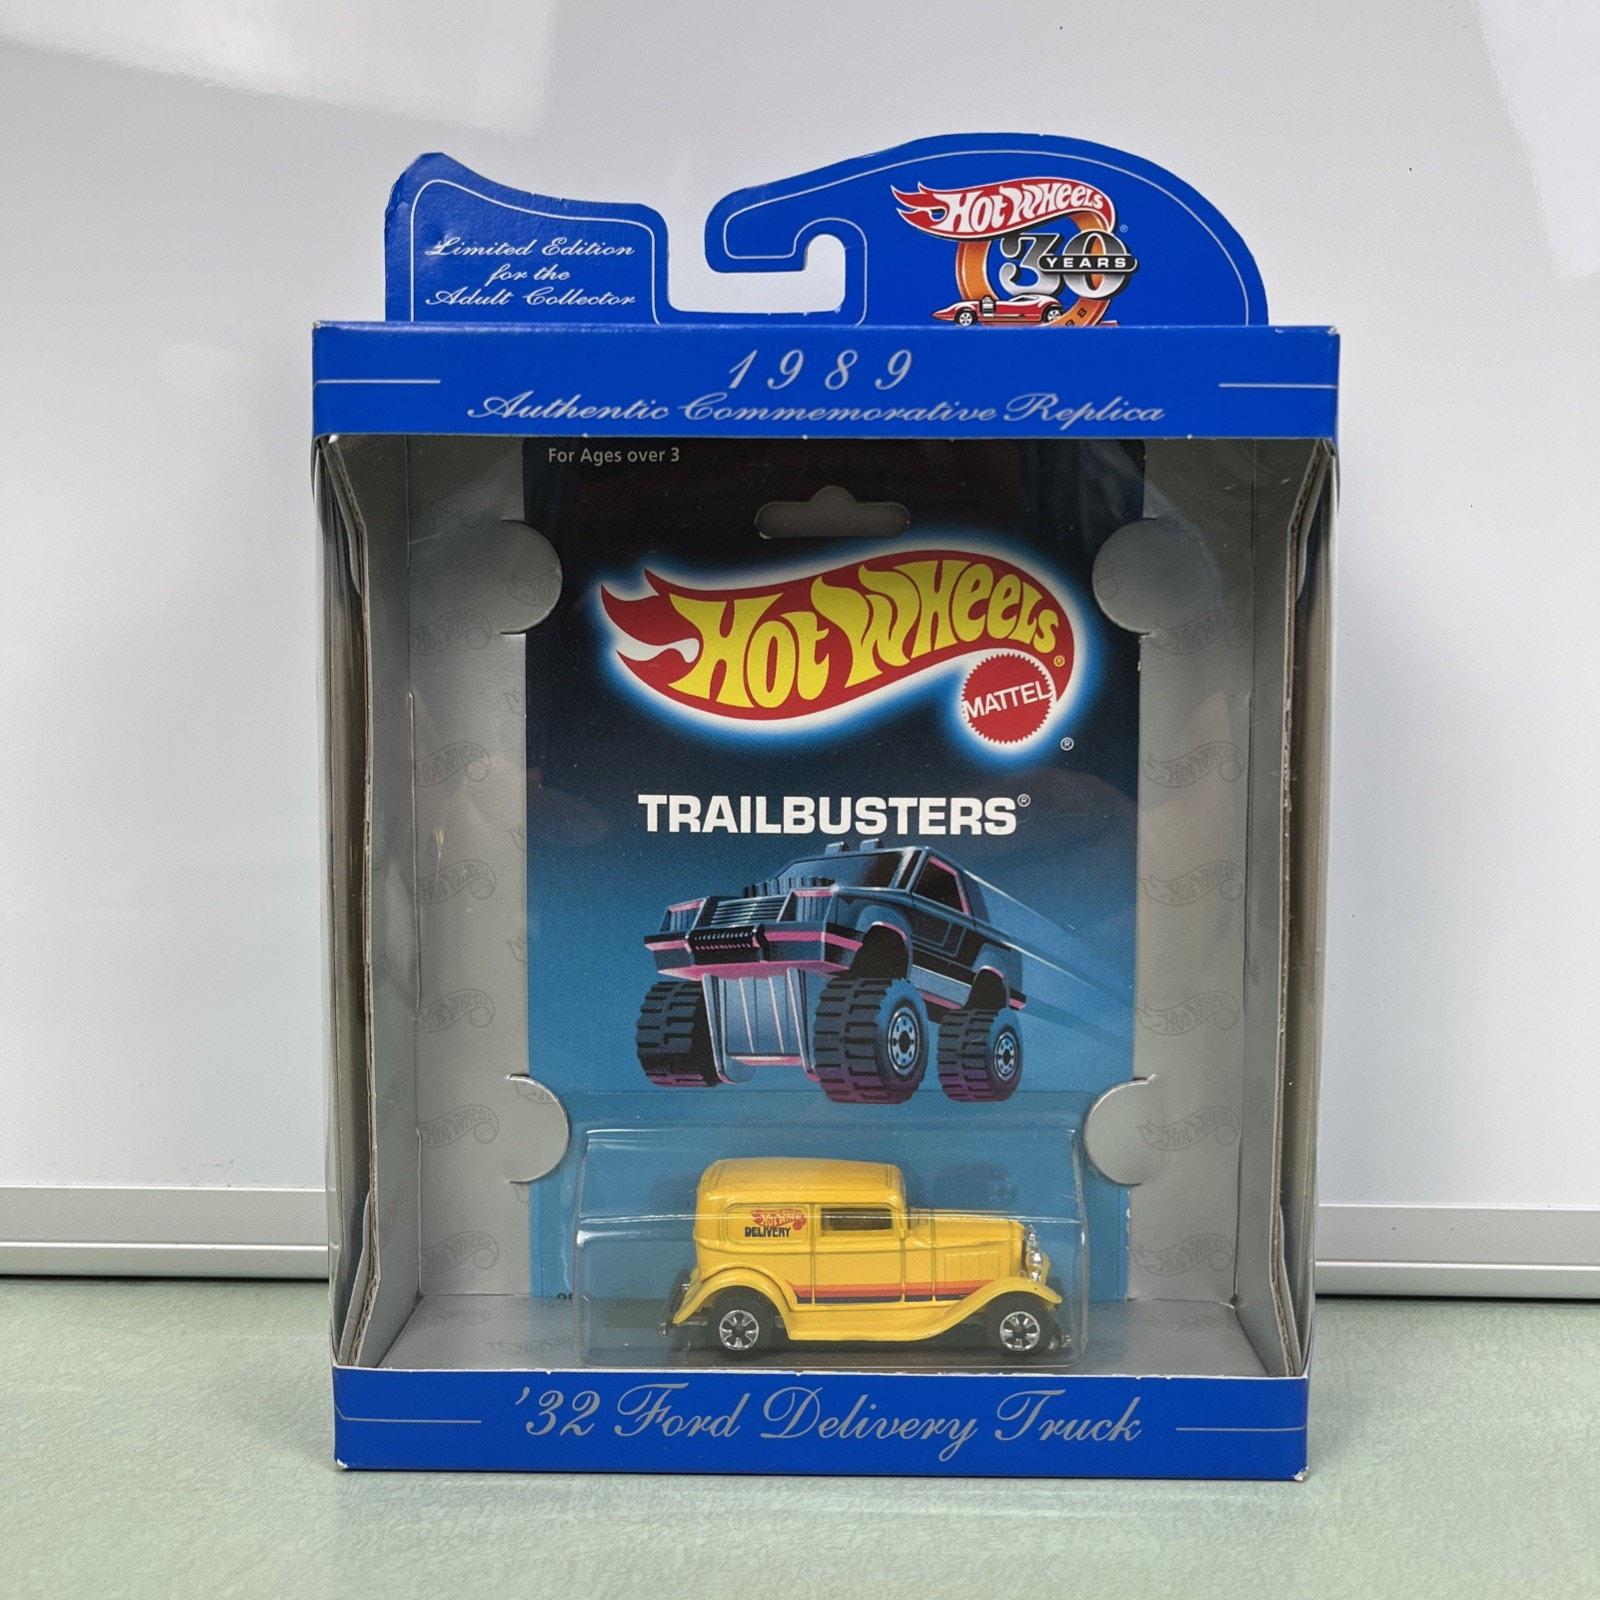 Limited Edition
for the
Adult Collector
HOT WHEELS®
30
YEARS
1989
Authentic Commemorative Replica
For Ages over 3
HOT WHEELS®
MATTEL
®
TRAILBUSTERS®
HOT WHEELS
DELIVERY
'32 Ford Delivery Truck